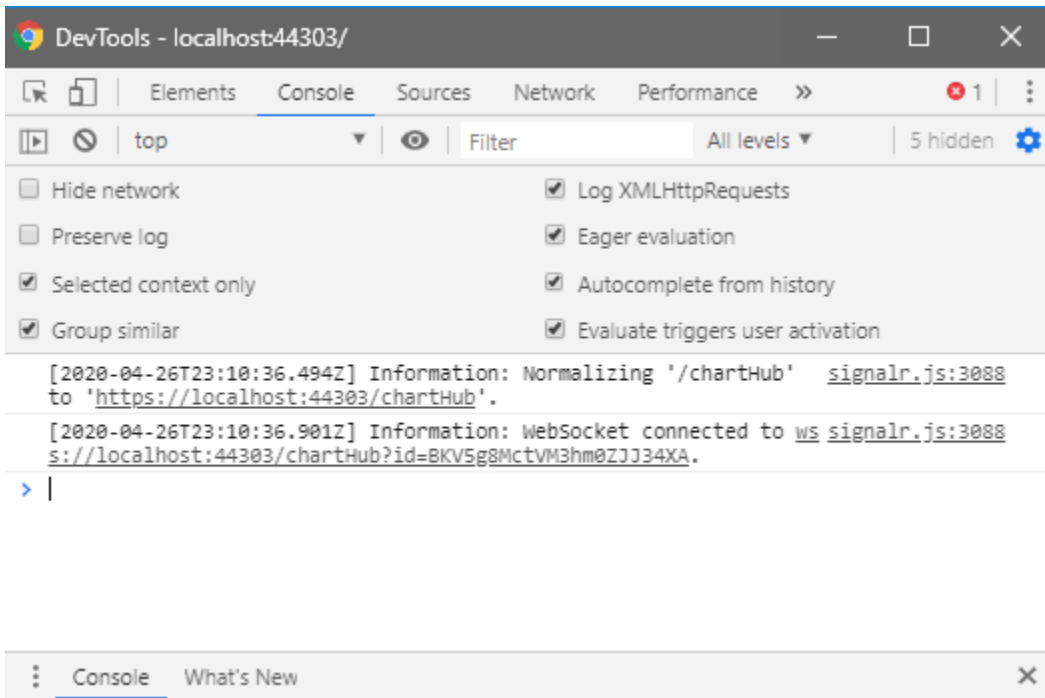 DevTools - localhost:44303/
Elements Console Sources Network Performance » 1
top Filter All levels 5 hidden
Hide network Log XMLHttpRequests
Preserve log Eager evaluation
Selected context only Autocomplete from history
Group similar Evaluate triggers user activation
[2020-04-26T23:10:36.494Z] Information: Normalizing '/chartHub' signalr.js:3088
to 'https://localhost:44303/chartHub'.
[2020-04-26T23:10:36.901Z] Information: WebSocket connected to ws signalr.js:3088
s://localhost:44303/chartHub?id=BKV5g8MctVM3hm0ZJJ34XA.
>
Console What's New